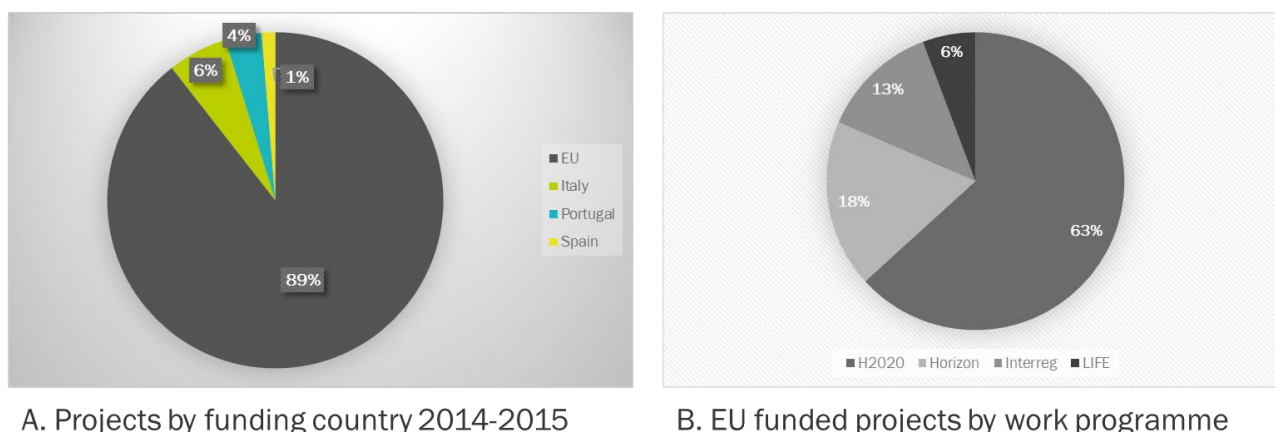 4%
6%
1%
89%
EU
Italy
Portugal
Spain
A. Projects by funding country 2014-2015
6%
13%
18%
63%
H2020 Horizon Interreg LIFE
B. EU funded projects by work programme